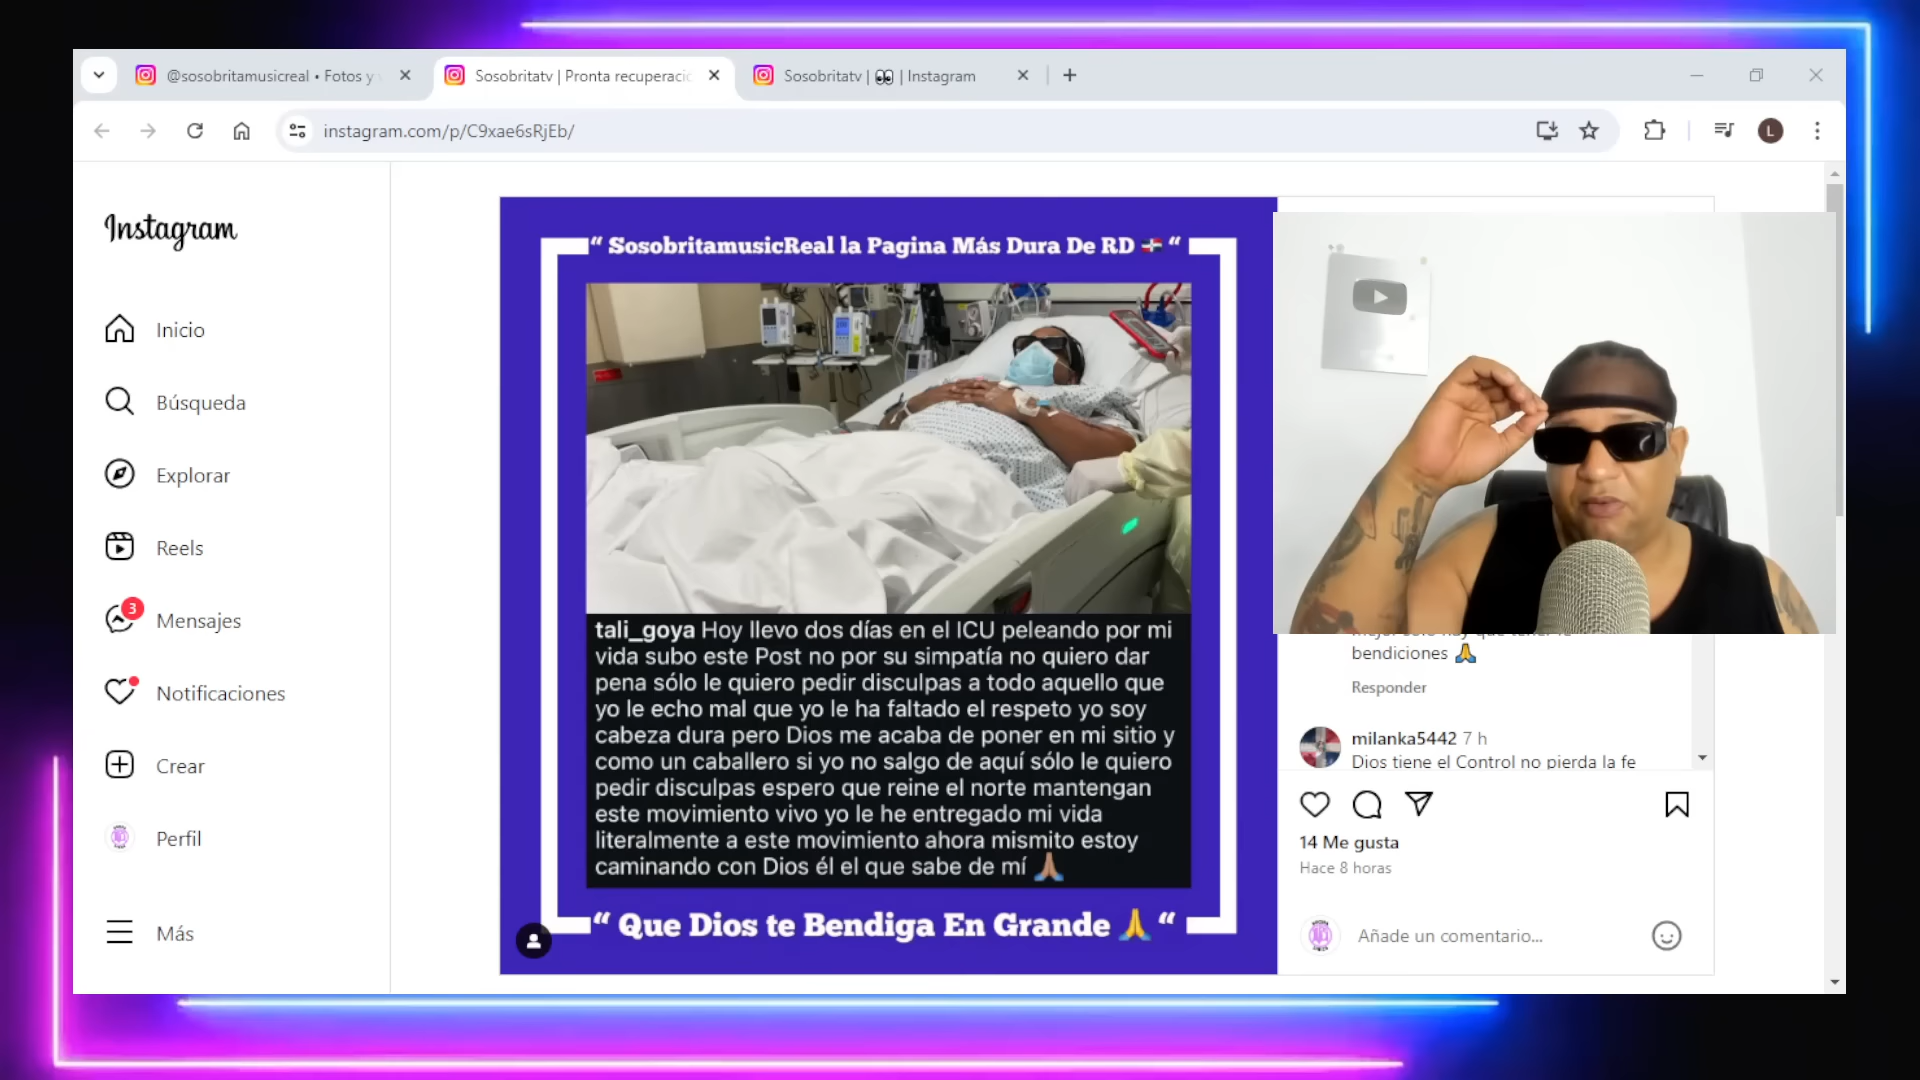 @sosobritamusicreal • Fotos y
Sosobritatv | Pronta recuperaci
Sosobritatv | 👀 | Instagram
instagram.com/p/C9xae6sRjEb/
L
Instagram
Inicio
Búsqueda
Explorar
Reels
3
Mensajes
Notificaciones
Crear
Perfil
Más
“ SosobritamusicReal la Pagina Más Dura De RD 🇩🇴 “
tali_goya Hoy llevo dos días en el ICU peleando por mi
vida subo este Post no por su simpatía no quiero dar
pena sólo le quiero pedir disculpas a todo aquello que
yo le echo mal que yo le ha faltado el respeto yo soy
cabeza dura pero Dios me acaba de poner en mi sitio y
como un caballero si yo no salgo de aquí sólo le quiero
pedir disculpas espero que reine el norte mantengan
este movimiento vivo yo le he entregado mi vida
literalmente a este movimiento ahora mismito estoy
caminando con Dios él el que sabe de mí 🙏🏽
“ Que Dios te Bendiga En Grande 🙏 “
bendiciones 🙏
Responder
milanka5442 7 h
Dios tiene el Control no pierda la fe
14 Me gusta
Hace 8 horas
Añade un comentario...